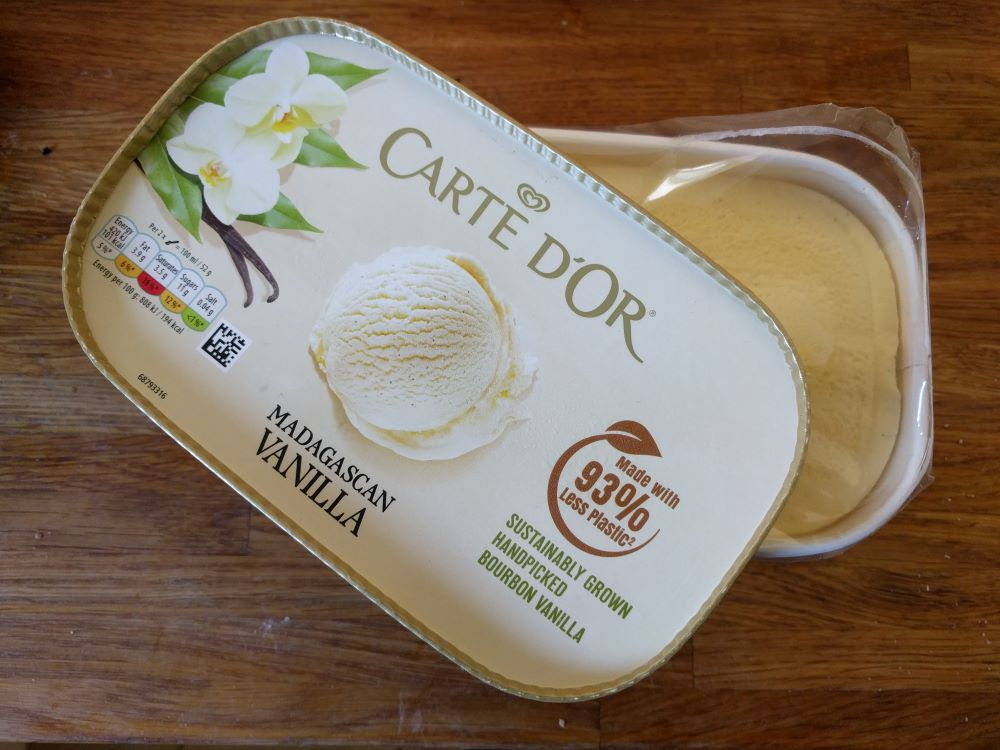 CARTE D'OR®
Per 2 x = 100 ml / 52 g
Energy
420 kJ
101 kcal
5%*
Fat
3.9 g
6%*
Saturates
3.5 g
18%*
Sugars
11 g
12%*
Salt
0.04 g
<1%*
Energy per 100 g: 808 kJ / 194 kcal
68793316
MADAGASCAN
VANILLA
Made with
93%
Less Plastic²
SUSTAINABLY GROWN
HANDPICKED
BOURBON VANILLA